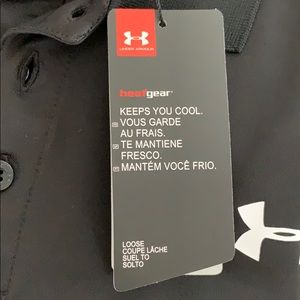 UNDER ARMOUR
heatgear
KEEPS YOU COOL.
VOUS GARDE
AU FRAIS.
TE MANTIENE
FRESCO.
MANTÉM VOCÊ FRIO.
LOOSE
COUPE LÂCHE
SUELTO
SOLTO